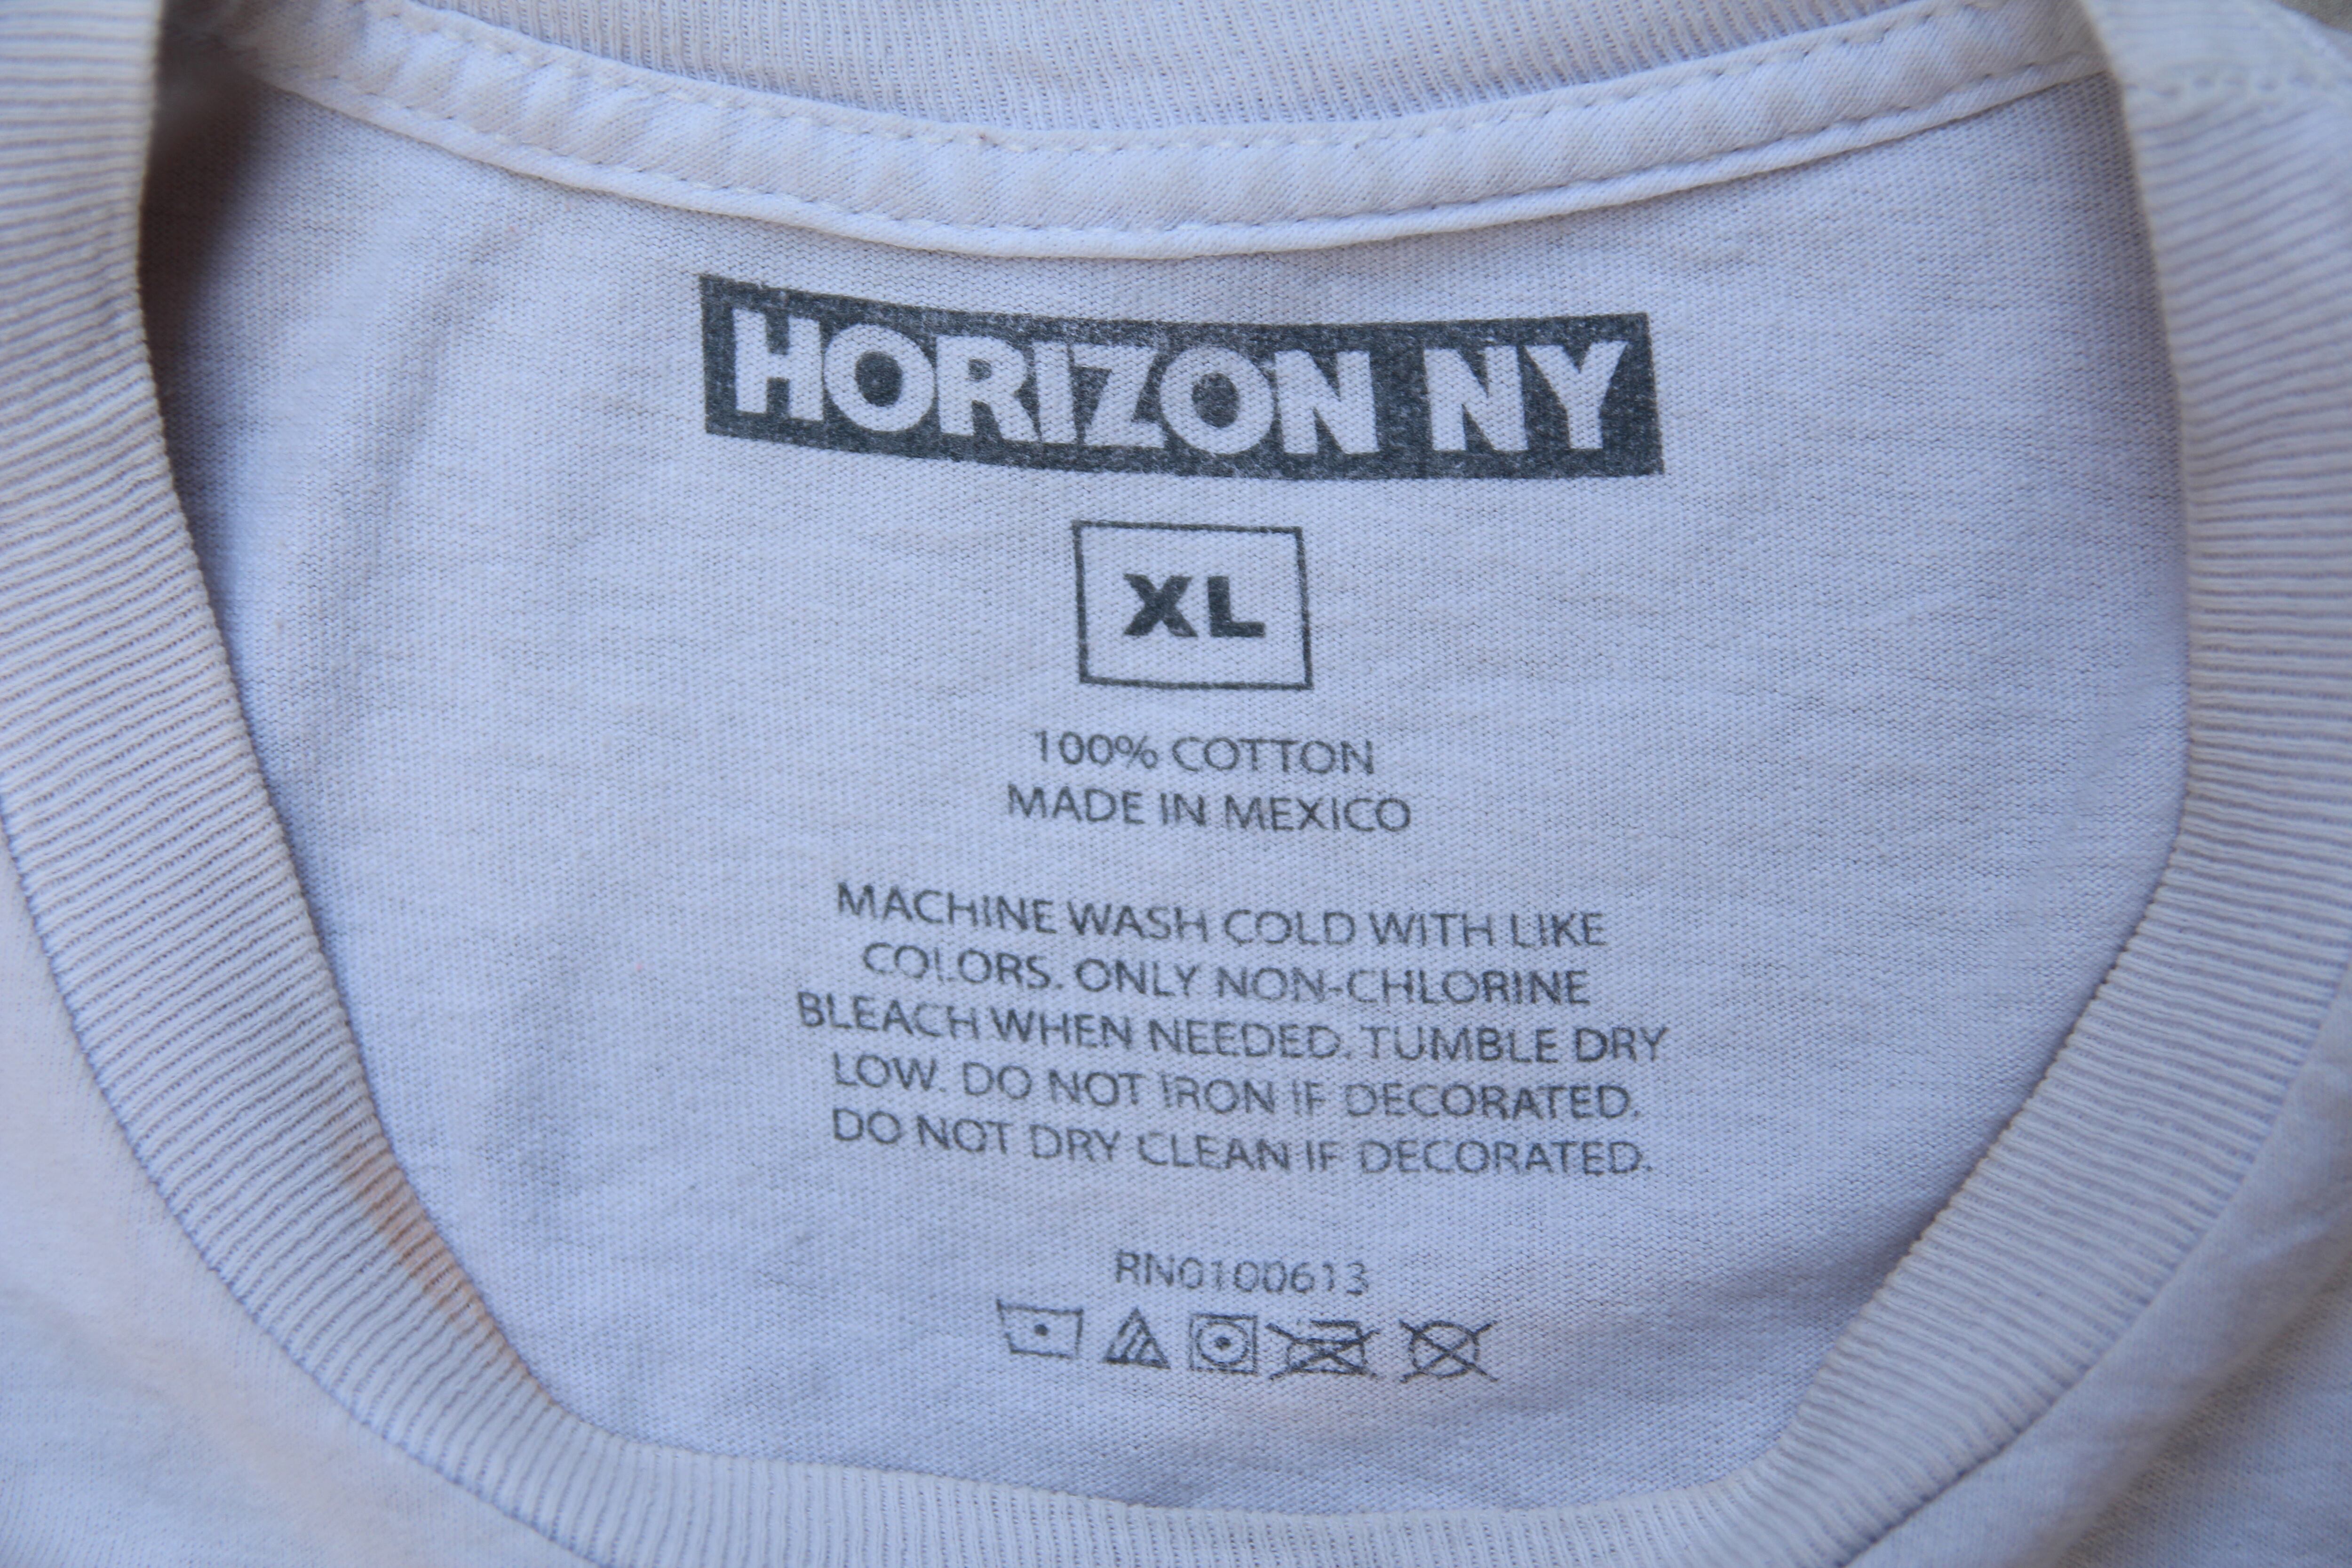 HORIZON NY
XL
100% COTTON
MADE IN MEXICO
MACHINE WASH COLD WITH LIKE
COLORS. ONLY NON-CHLORINE
BLEACH WHEN NEEDED. TUMBLE DRY
LOW. DO NOT IRON IF DECORATED.
DO NOT DRY CLEAN IF DECORATED.
RN0100613